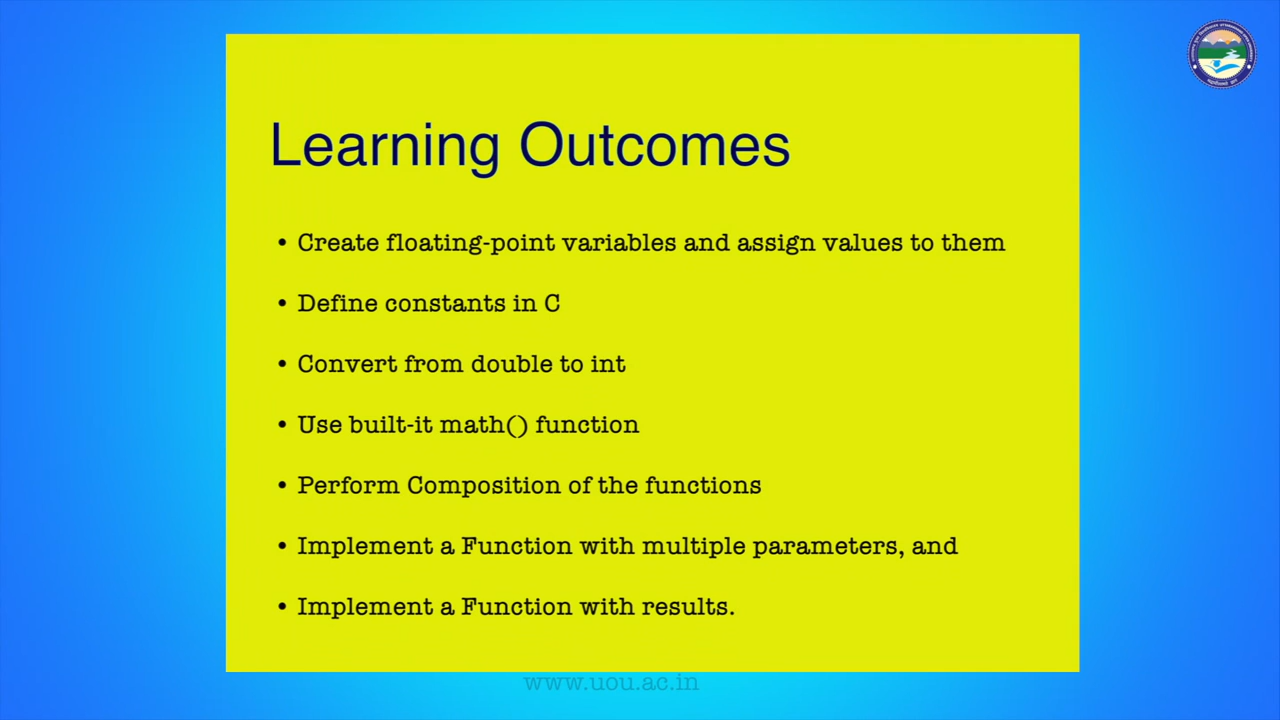 Learning Outcomes
• Create floating-point variables and assign values to them
• Define constants in C
• Convert from double to int
• Use built-it math() function
• Perform Composition of the functions
• Implement a Function with multiple parameters, and
• Implement a Function with results.
www.uou.ac.in